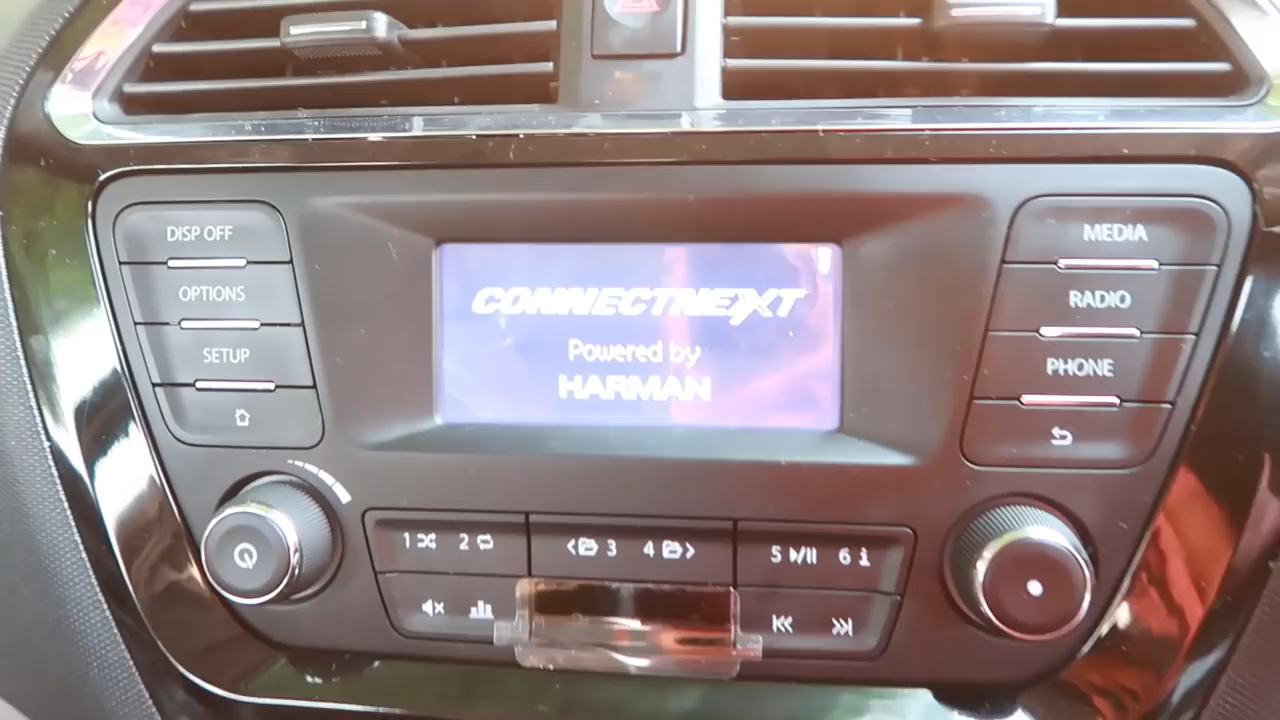 DISP OFF
OPTIONS
SETUP
CONNECTNEXT
Powered by
HARMAN
MEDIA
RADIO
PHONE
1 2
3 4
5 6 i